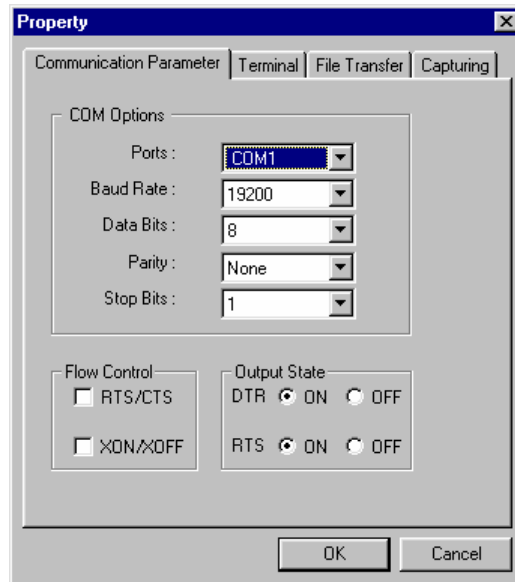 Property
Communication Parameter Terminal File Transfer Capturing
COM Options
Ports : COM1
Baud Rate : 19200
Data Bits : 8
Parity : None
Stop Bits : 1
Flow Control
RTS/CTS
XON/XOFF
Output State
DTR ON OFF
RTS ON OFF
OK Cancel